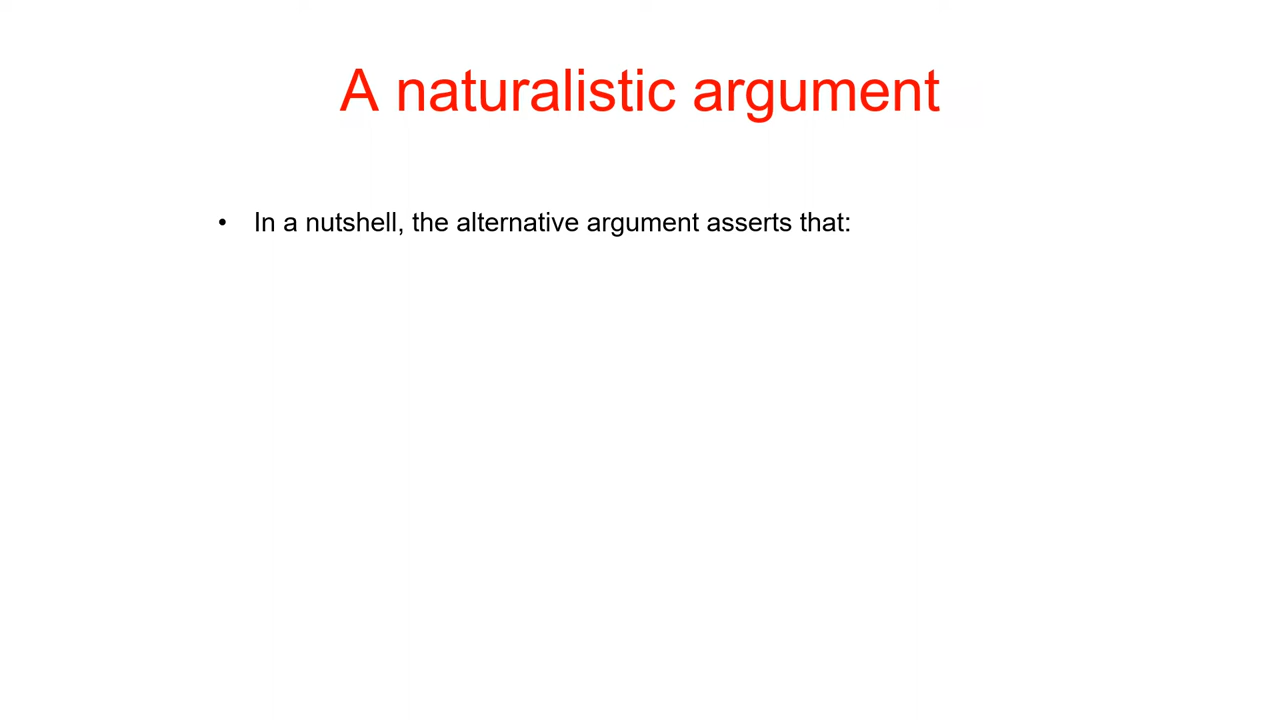 A naturalistic argument
• In a nutshell, the alternative argument asserts that: